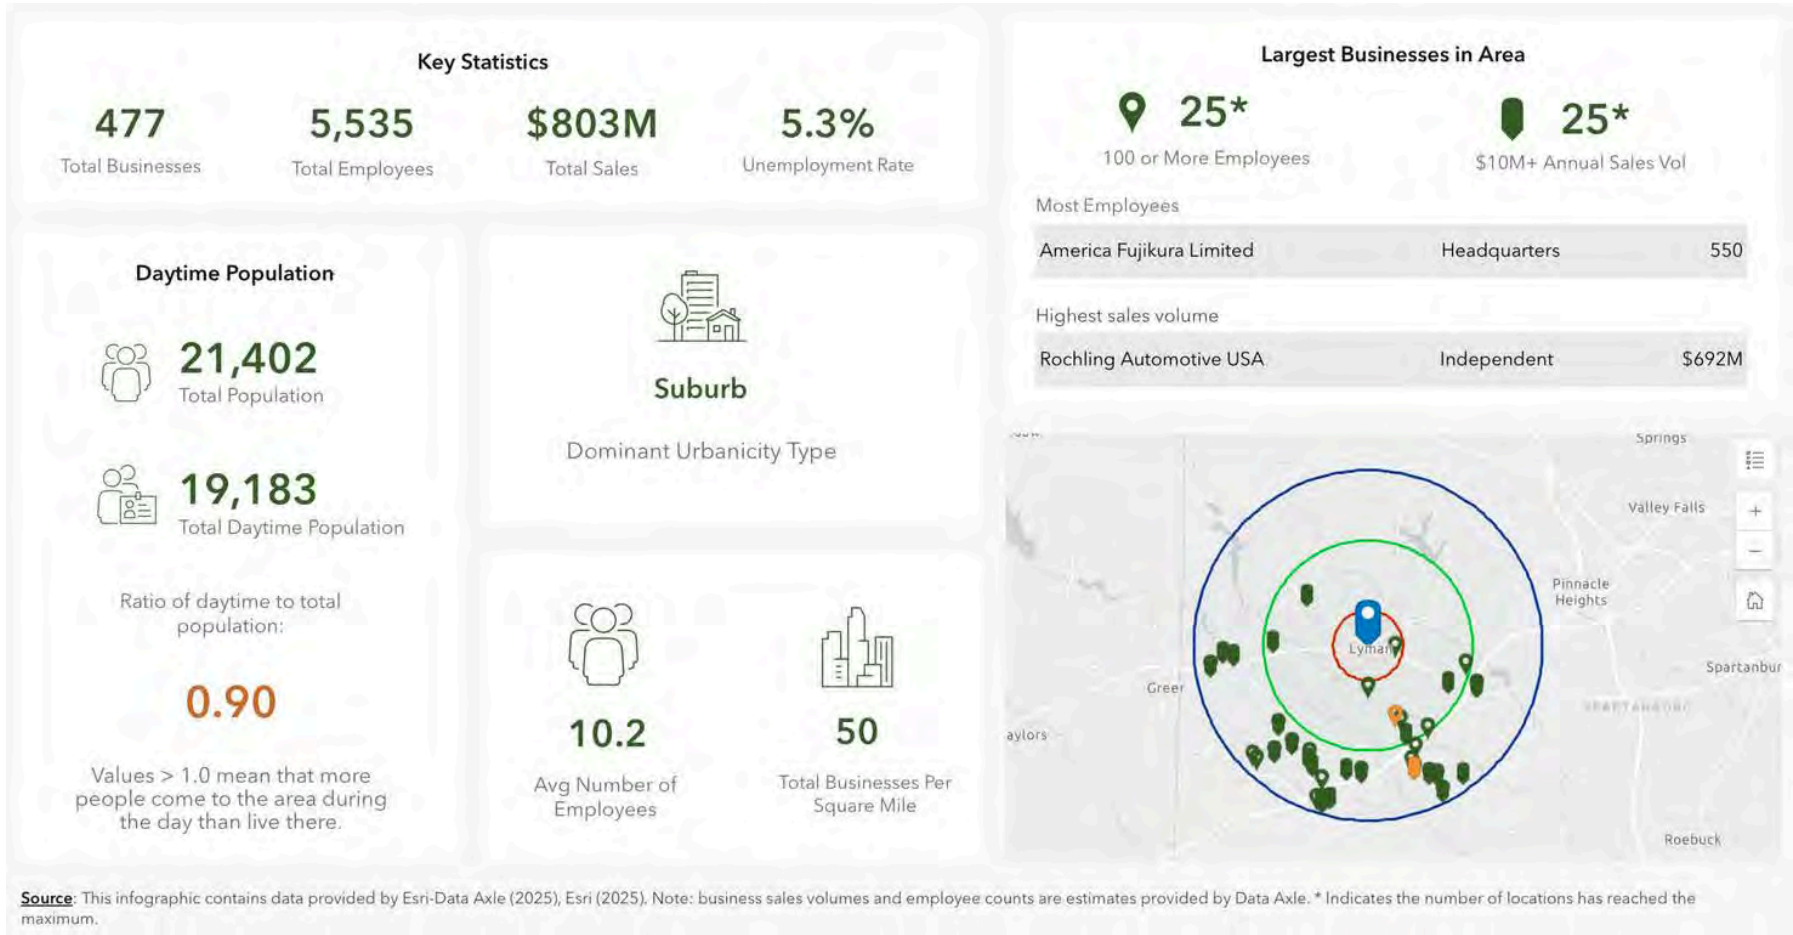 Key Statistics
477
Total Businesses
5,535
Total Employees
$803M
Total Sales
5.3%
Unemployment Rate
Daytime Population
21,402
Total Population
19,183
Total Daytime Population
Ratio of daytime to total
population:
0.90
Values > 1.0 mean that more
people come to the area during
the day than live there.
Suburb
Dominant Urbanicity Type
10.2
Avg Number of
Employees
50
Total Businesses Per
Square Mile
Largest Businesses in Area
25*
100 or More Employees
25*
$10M+ Annual Sales Vol
Most Employees
America Fujikura Limited Headquarters 550
Highest sales volume
Rochling Automotive USA Independent $692M
Springs
Valley Falls
+
−
Pinnacle
Heights
Lyman
Greer
Spartanbur
SPARTANBURG
aylors
Roebuck
Source: This infographic contains data provided by Esri-Data Axle (2025), Esri (2025). Note: business sales volumes and employee counts are estimates provided by Data Axle. * Indicates the number of locations has reached the
maximum.